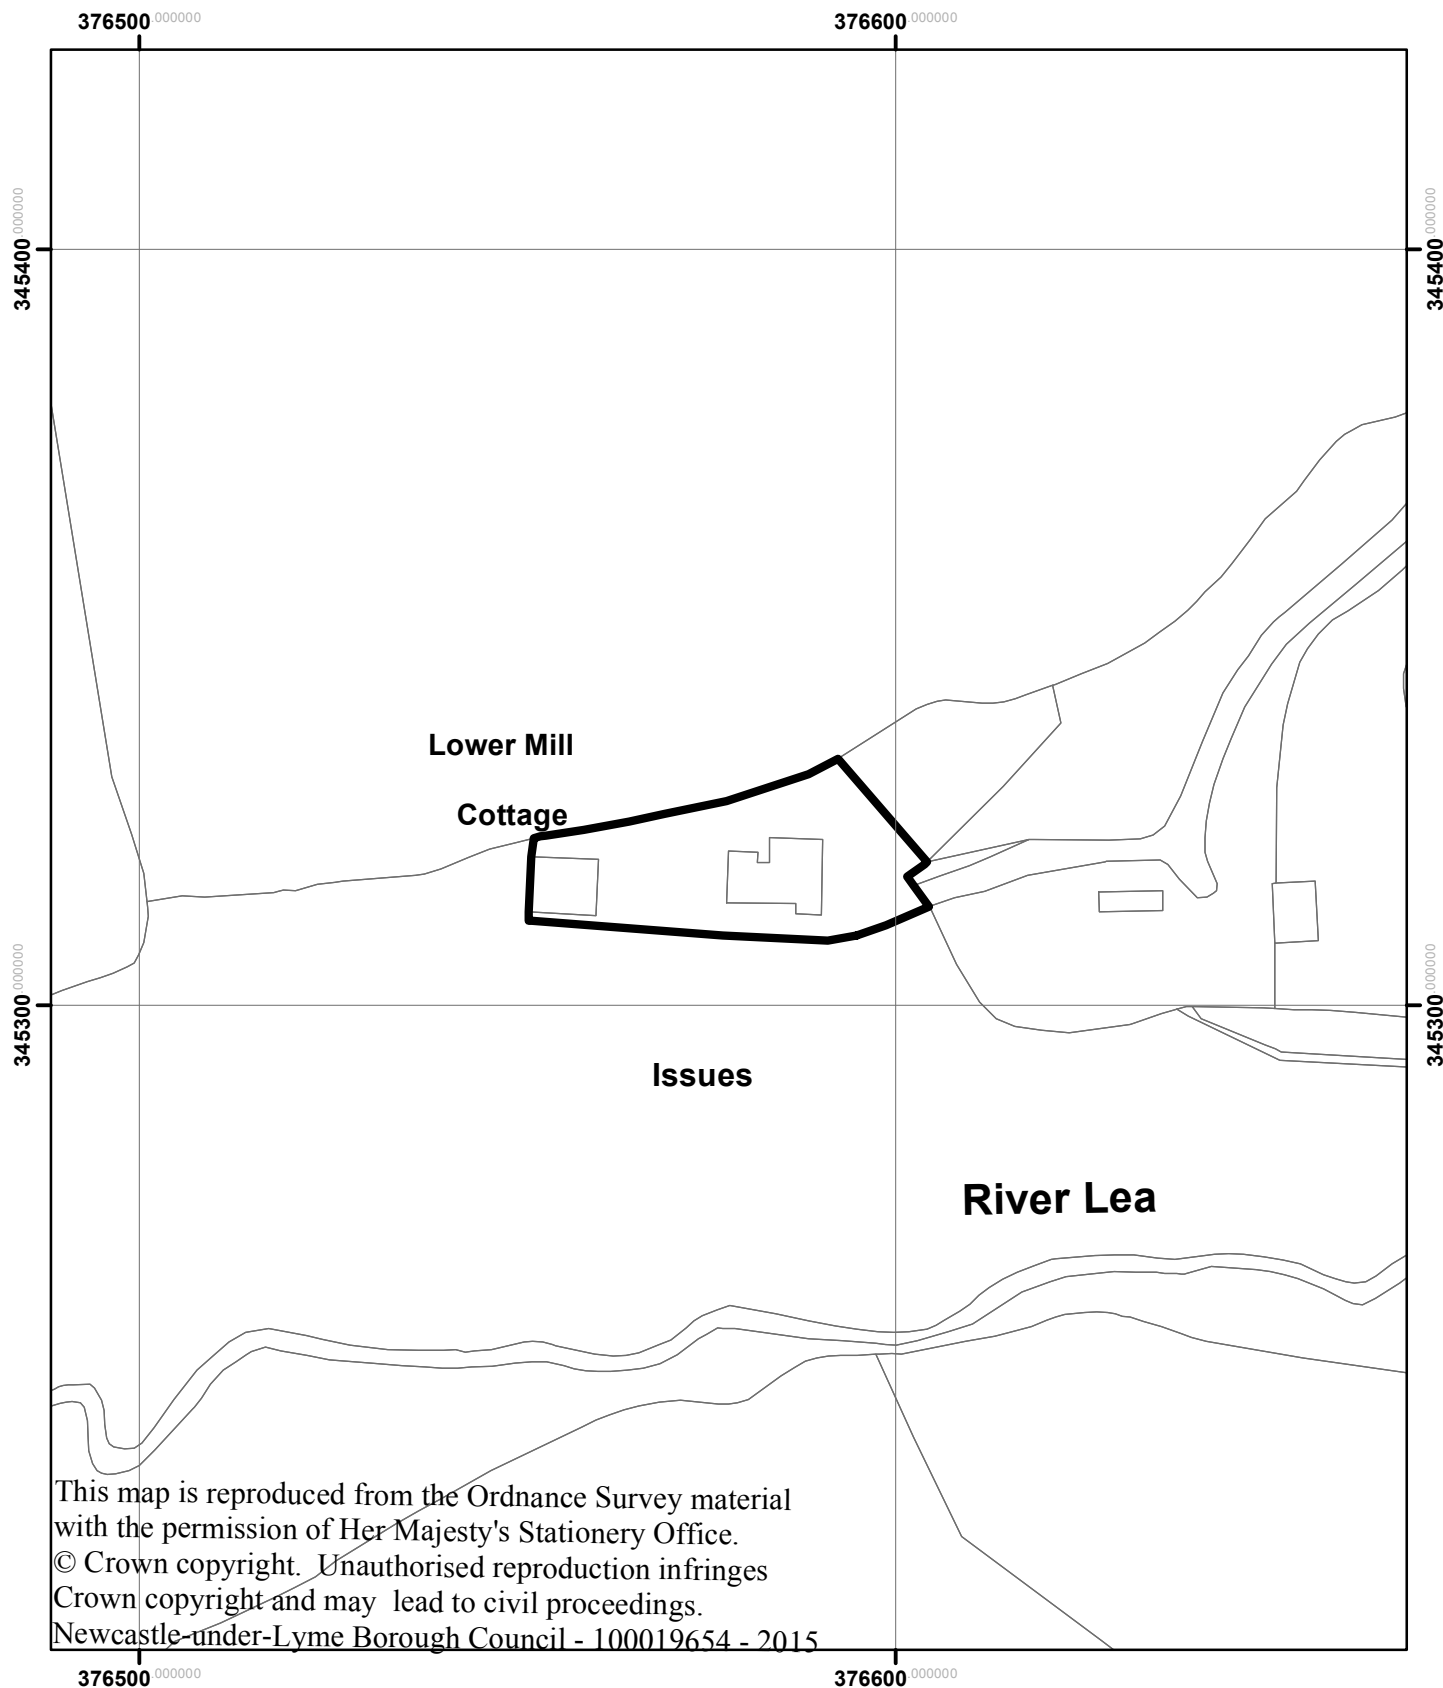 376500.000000 376600.000000
345400.000000
345400.000000
Lower Mill
Cottage
345300.000000
345300.000000
Issues
River Lea
This map is reproduced from the Ordnance Survey material
with the permission of Her Majesty's Stationery Office.
© Crown copyright. Unauthorised reproduction infringes
Crown copyright and may lead to civil proceedings.
Newcastle-under-Lyme Borough Council - 100019654 - 2015
376500.000000 376600.000000